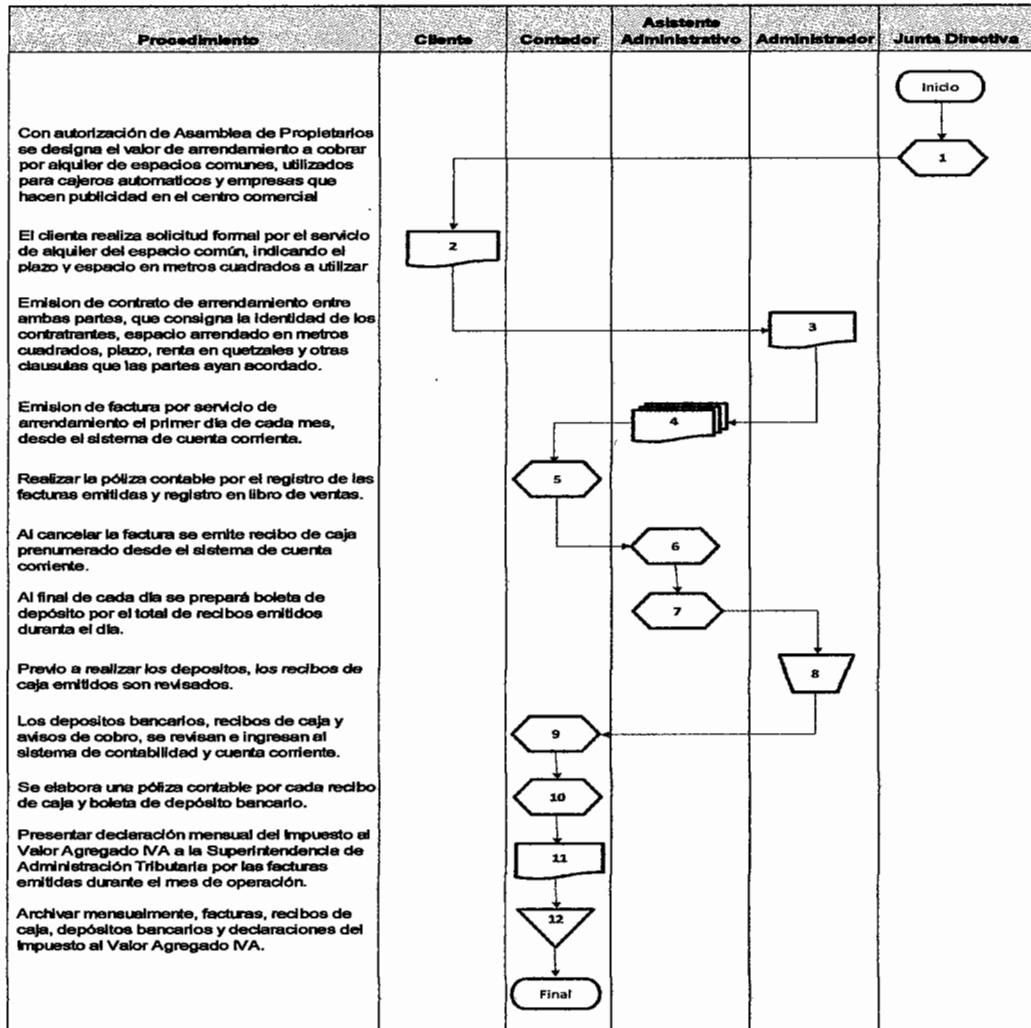 Procedimiento
Cliente
Contador
Asistente
Administrativo
Administrador
Junta Directiva
Inicio
Con autorización de Asamblea de Propietarios
se designa el valor de arrendamiento a cobrar
por alquiler de espacios comunes, utilizados
para cajeros automaticos y empresas que
hacen publicidad en el centro comercial
1
El clienta realiza solicitud formal por el servicio
de alquiler del espacio común, indicando el
plazo y espacio en metros cuadrados a utilizar
2
Emision de contrato de arrendamiento entre
ambas partes, que consigna la identidad de los
contratrantes, espacio arrendado en metros
cuadrados, plazo, renta en quetzales y otras
clausulas que las partes ayan acordado.
3
Emision de factura por servicio de
arrendamiento el primer día de cada mes,
desde el sistema de cuenta corrienta.
4
Realizar la póliza contable por el registro de las
facturas emitidas y registro en libro de ventas.
5
Al cancelar la factura se emite recibo de caja
prenumerado desde el sistema de cuenta
corriente.
6
Al final de cada día se prepará boleta de
depósito por el total de recibos emitidos
duranta el día.
7
Previo a realizar los depositos, los recibos de
caja emitidos son revisados.
8
Los depositos bancarios, recibos de caja y
avisos de cobro, se revisan e ingresan al
sistema de contabilidad y cuenta corriente.
9
Se elabora una póliza contable por cada recibo
de caja y boleta de depósito bancario.
10
Presentar declaración mensual del Impuesto al
Valor Agregado IVA a la Superintendencia de
Administración Tributaria por las facturas
emitidas durante el mes de operación.
11
Archivar mensualmente, facturas, recibos de
caja, depósitos bancarios y declaraciones del
Impuesto al Valor Agregado IVA.
12
Final